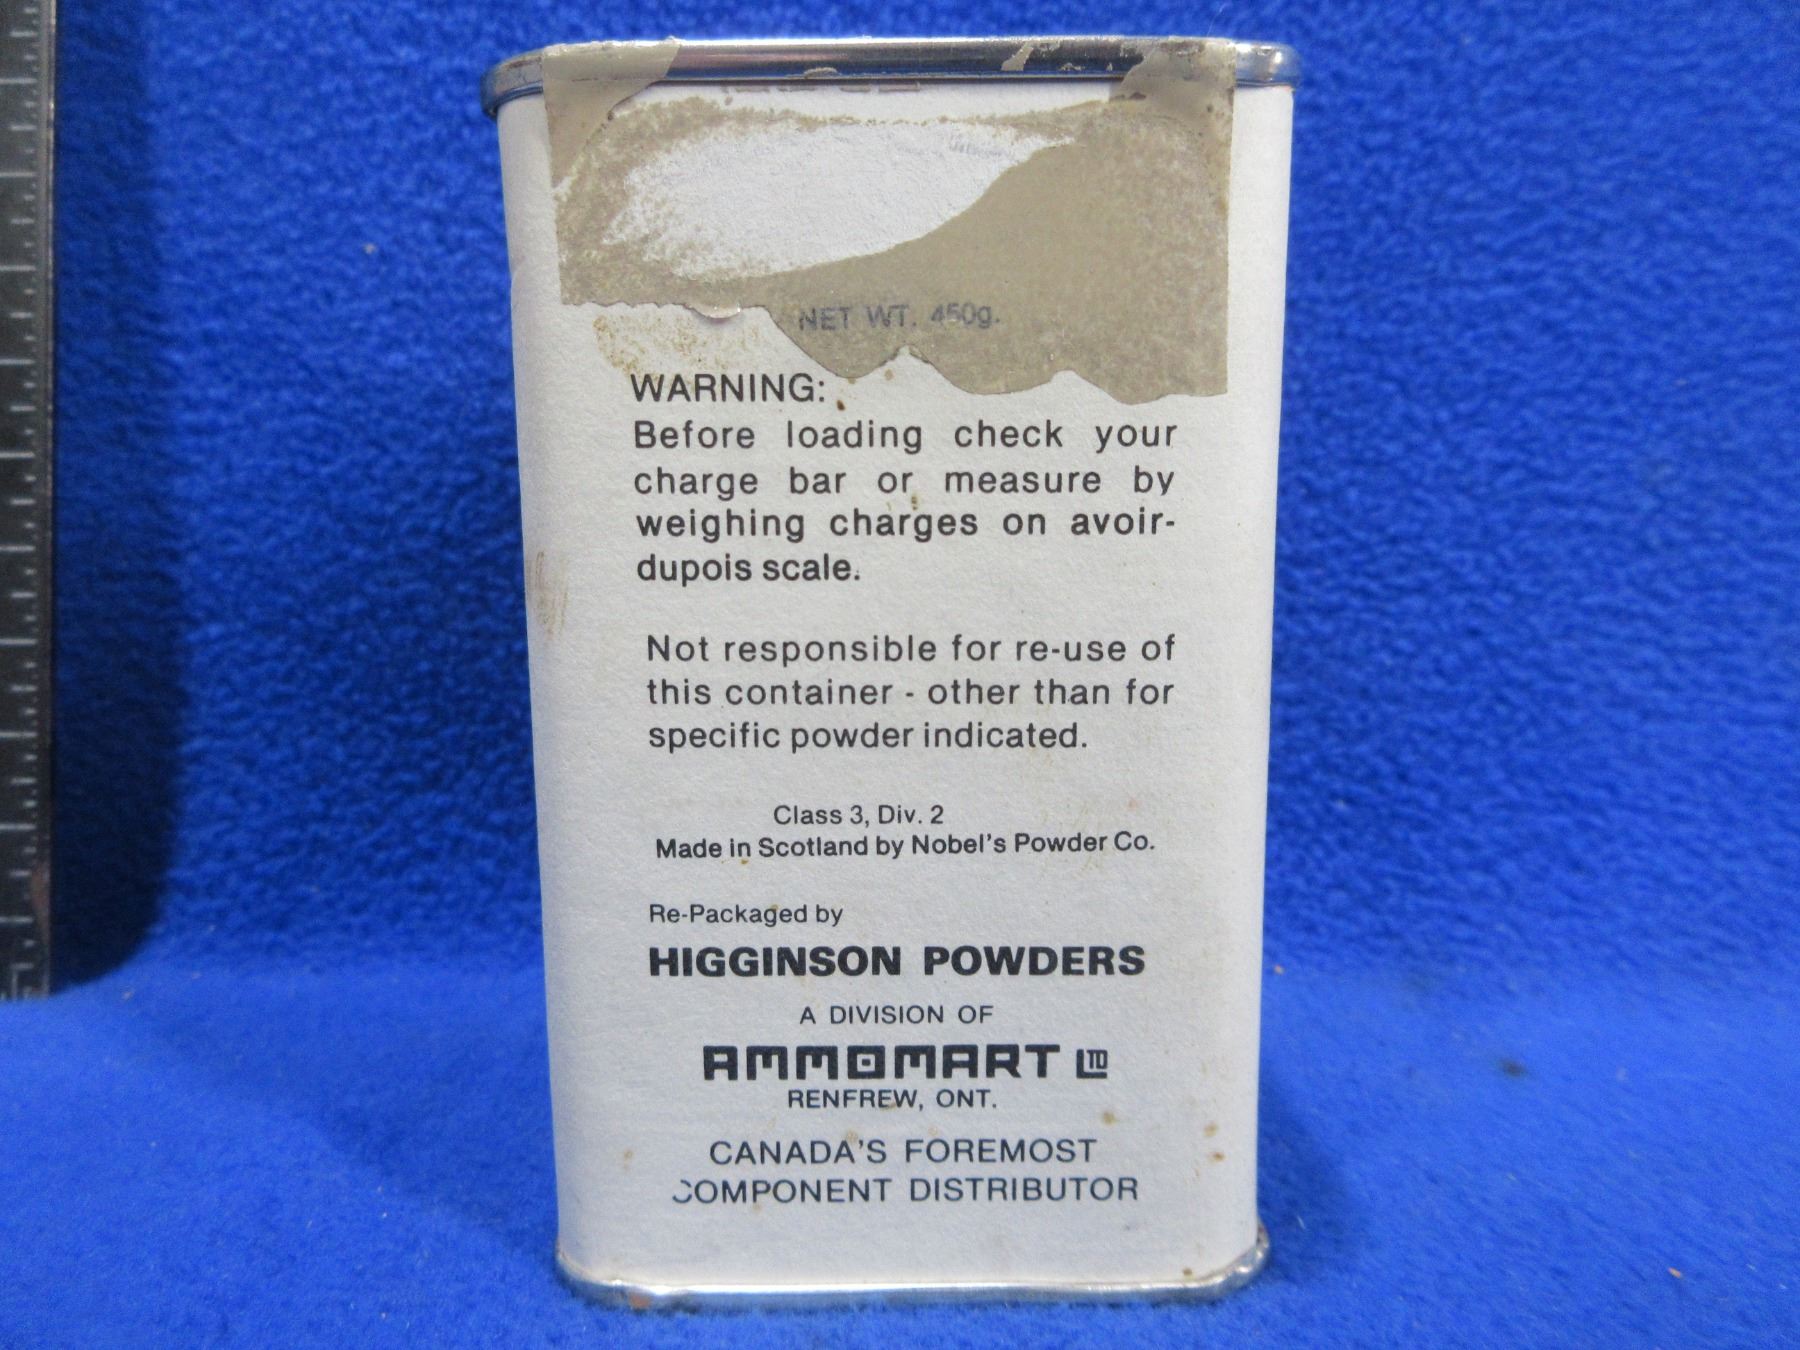 NET WT. 450g.
WARNING:
Before loading check your
charge bar or measure by
weighing charges on avoir-
dupois scale.
Not responsible for re-use of
this container - other than for
specific powder indicated.
Class 3, Div. 2
Made in Scotland by Nobel's Powder Co.
Re-Packaged by
HIGGINSON POWDERS
A DIVISION OF
AMMOMART LTD
RENFREW, ONT.
CANADA'S FOREMOST
COMPONENT DISTRIBUTOR